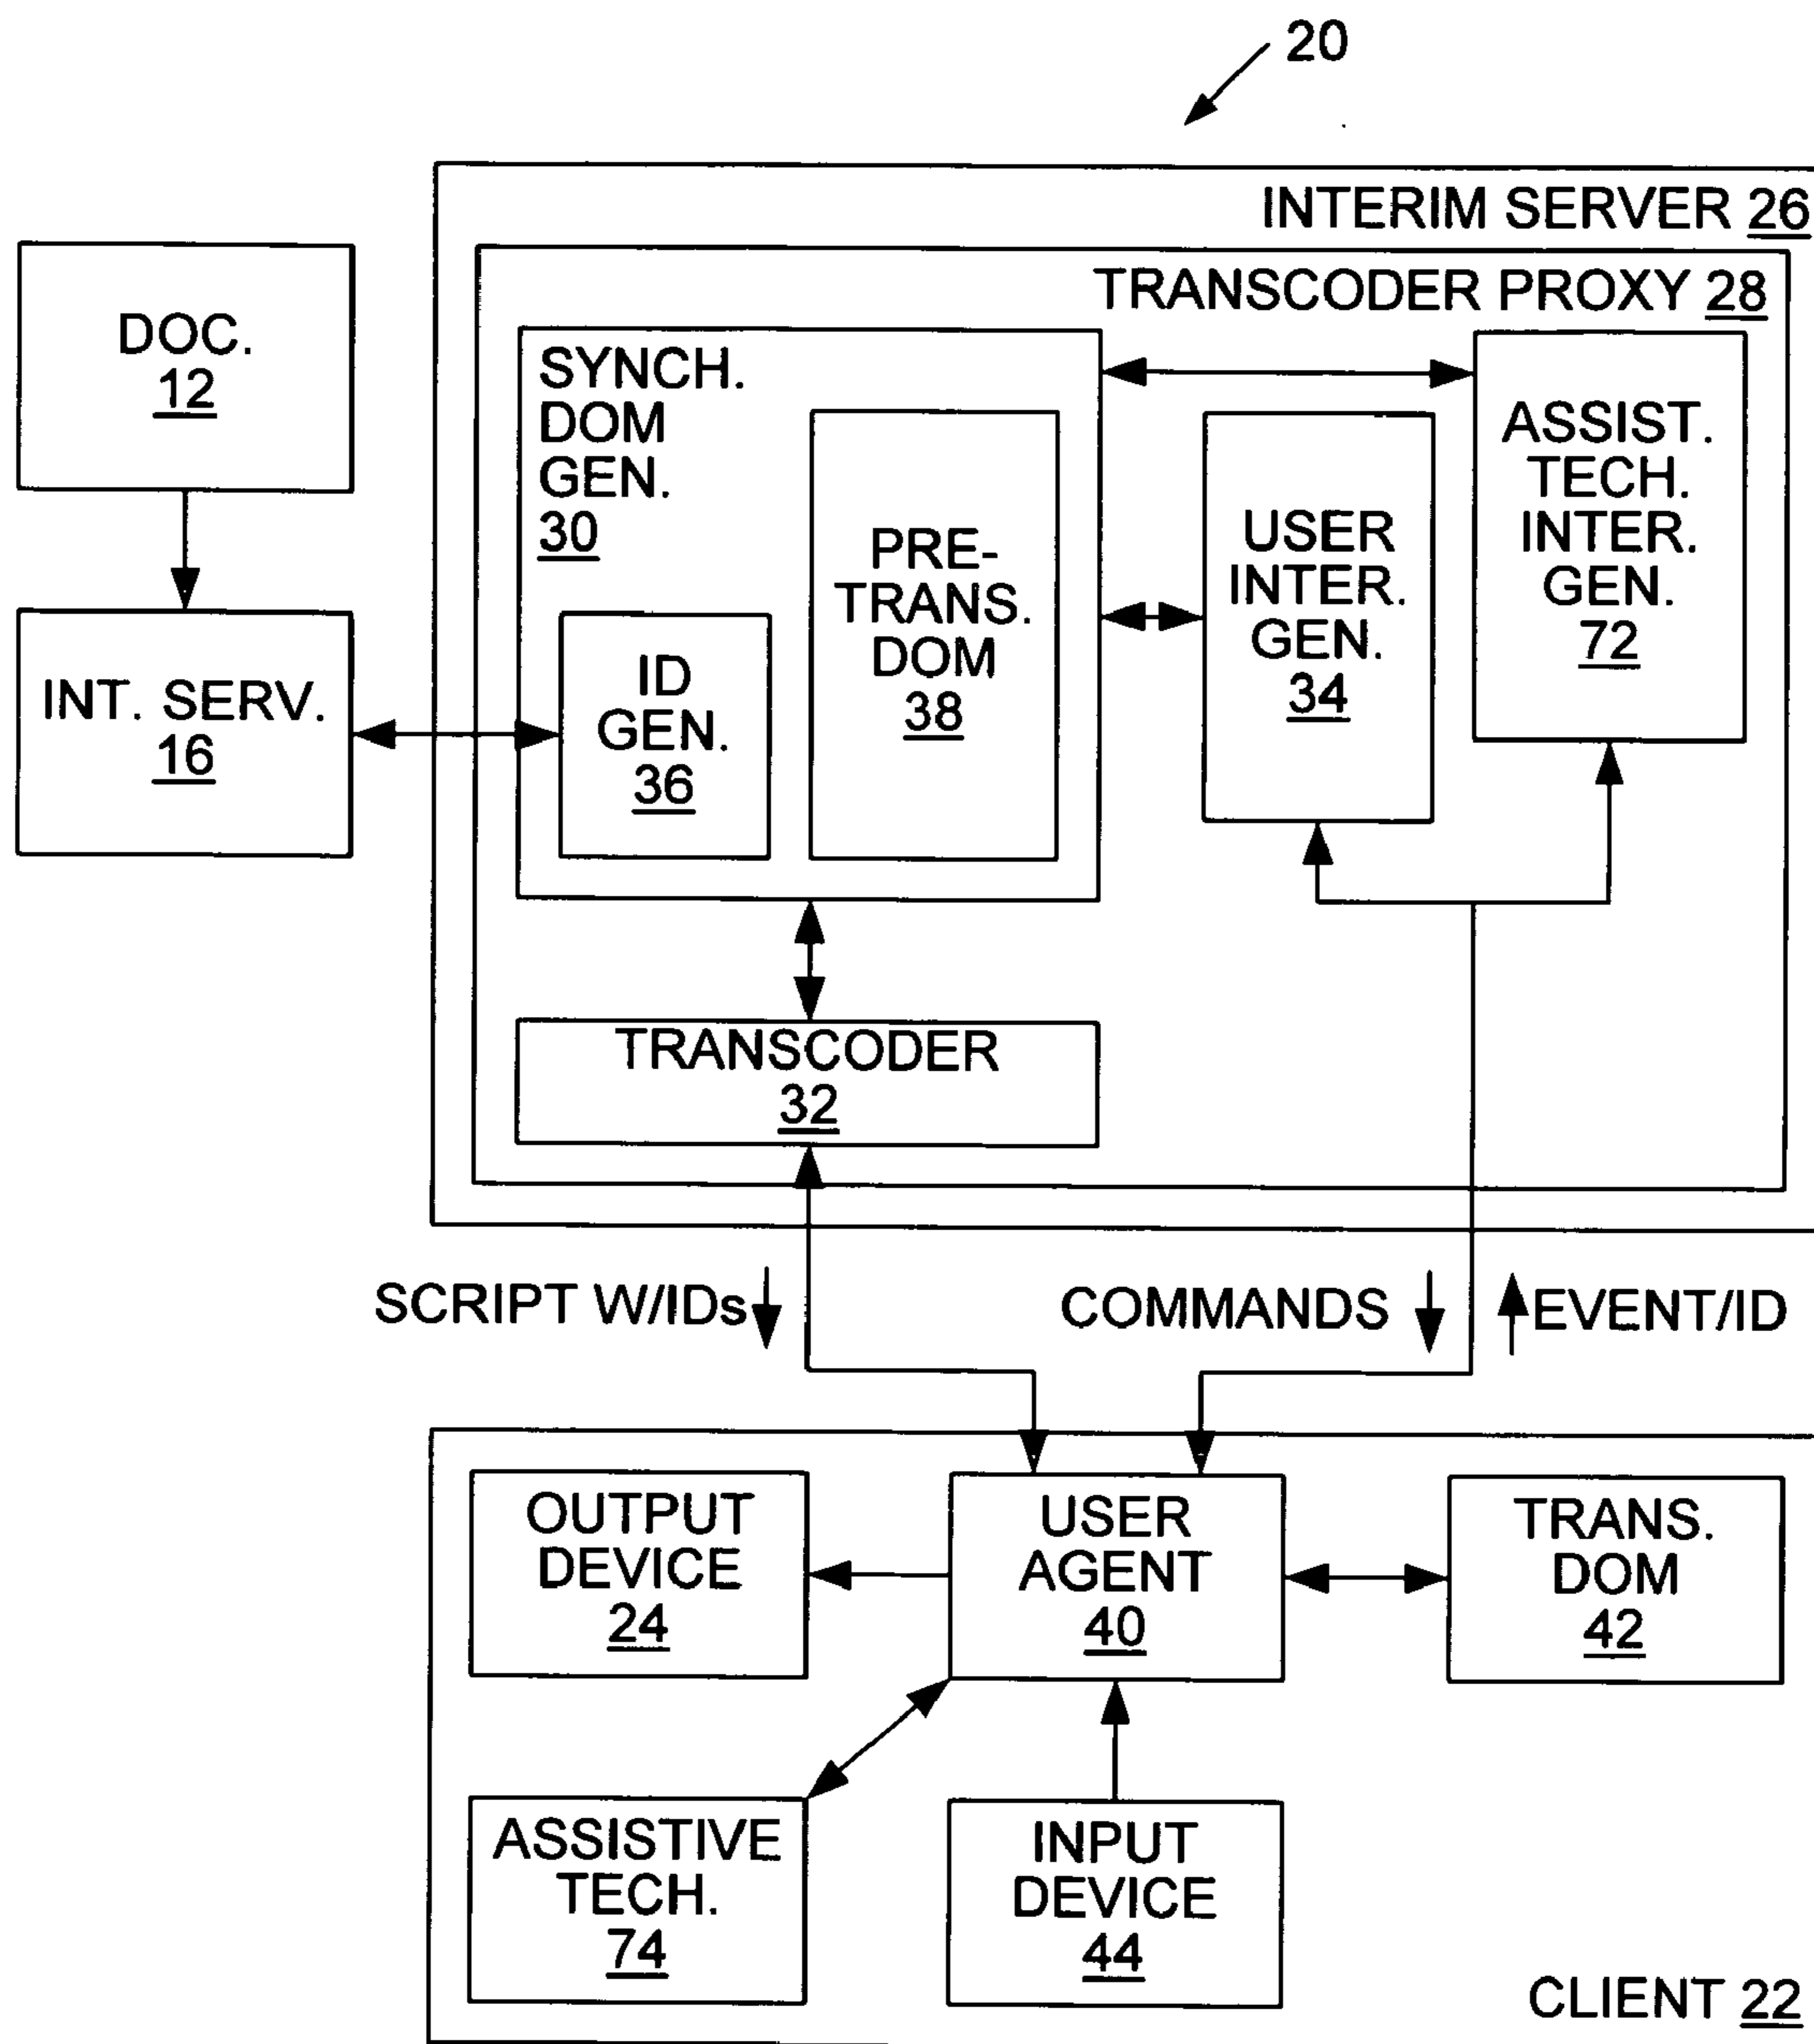 20
INTERIM SERVER 26
TRANSCODER PROXY 28
DOC.
12
INT. SERV.
16
SYNCH.
DOM
GEN.
30
ID
GEN.
36
PRE-
TRANS.
DOM
38
USER
INTER.
GEN.
34
ASSIST.
TECH.
INTER.
GEN.
72
TRANSCODER
32
SCRIPT W/IDs
COMMANDS
EVENT/ID
OUTPUT
DEVICE
24
USER
AGENT
40
TRANS.
DOM
42
ASSISTIVE
TECH.
74
INPUT
DEVICE
44
CLIENT 22